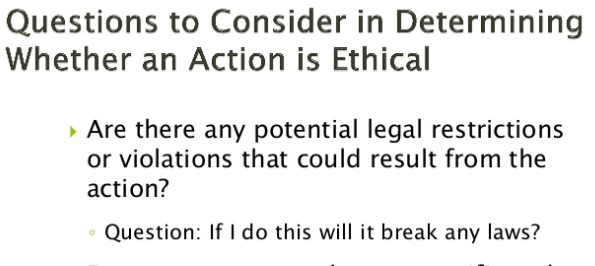 Questions to Consider in Determining
Whether an Action is Ethical
Are there any potential legal restrictions
or violations that could result from the
action?
Question: If I do this will it break any laws?